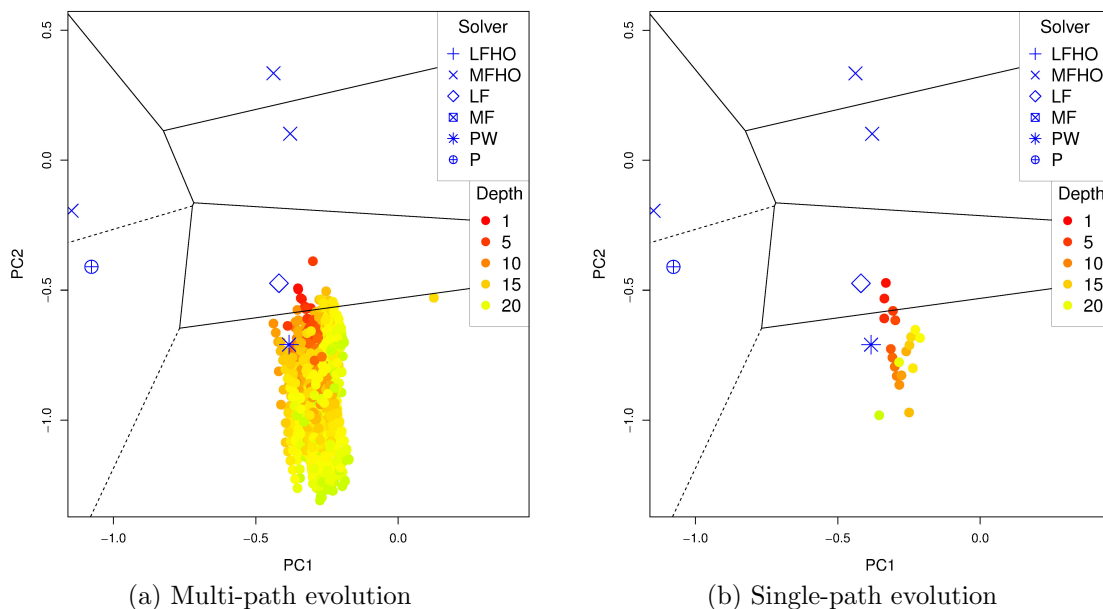 Solver
LFHO
MFHO
LF
MF
PW
P
Depth
1
5
10
15
20
0.5
0.0
−0.5
−1.0
PC2
−1.0
−0.5
0.0
PC1
(a) Multi-path evolution
Solver
LFHO
MFHO
LF
MF
PW
P
Depth
1
5
10
15
20
0.5
0.0
−0.5
−1.0
PC2
−1.0
−0.5
0.0
PC1
(b) Single-path evolution